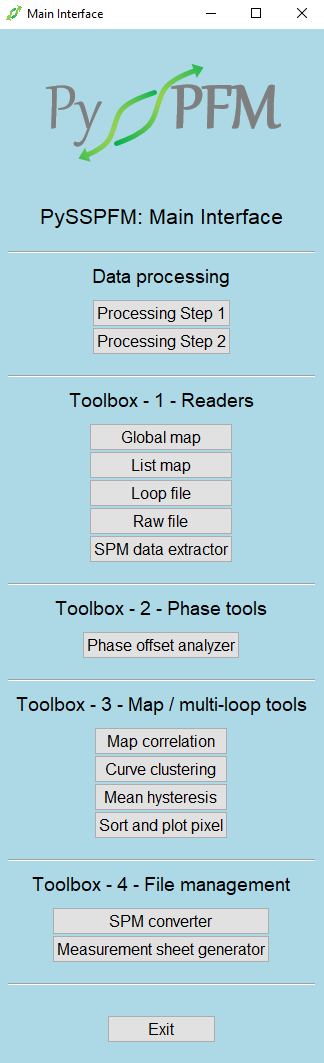 Main Interface
Py PFM
PySSPFM: Main Interface
Data processing
Processing Step 1
Processing Step 2
Toolbox - 1 - Readers
Global map
List map
Loop file
Raw file
SPM data extractor
Toolbox - 2 - Phase tools
Phase offset analyzer
Toolbox - 3 - Map / multi-loop tools
Map correlation
Curve clustering
Mean hysteresis
Sort and plot pixel
Toolbox - 4 - File management
SPM converter
Measurement sheet generator
Exit